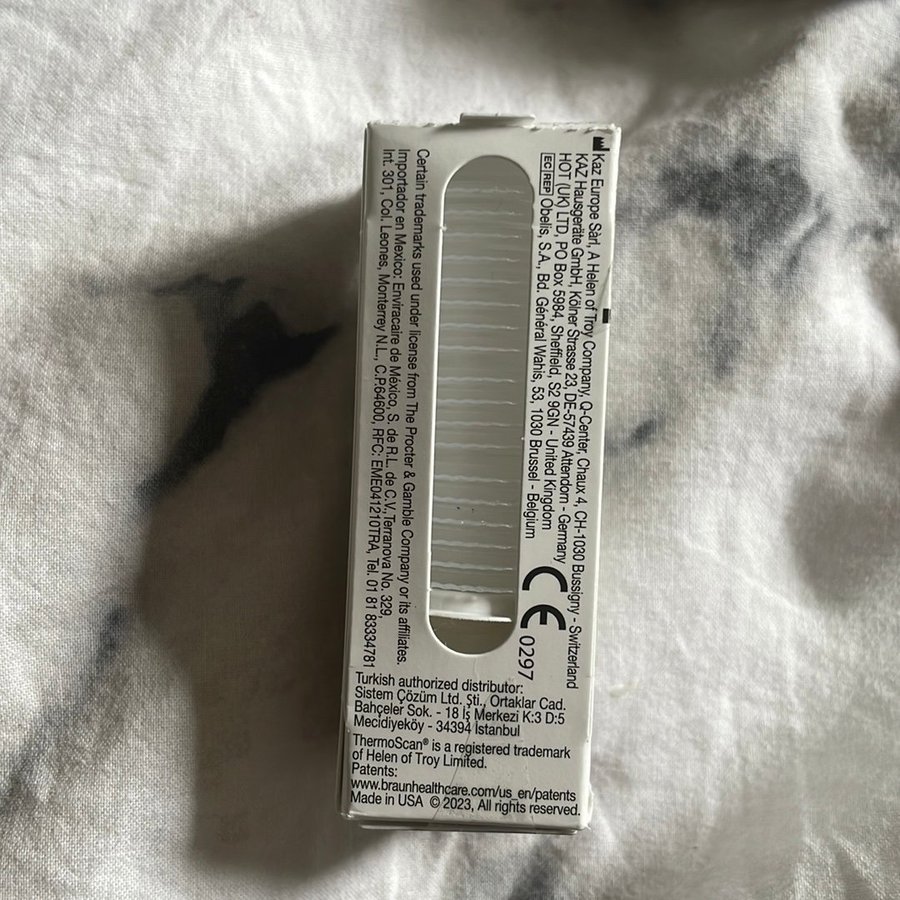 Kaz Europe Sàrl, A Helen of Troy Company, Q-Center, Chaux 4, CH-1030 Bussigny - Switzerland
KAZ Hausgeräte GmbH, Kölner Strasse 23, DE-57439 Attendorn - Germany
HOT (UK) LTD, PO Box 5984, Sheffield, S2 9GN - United Kingdom
EC REP Obelis, S.A., Bd. Général Wahis, 53, 1030 Brussel - Belgium
CE 0297
Certain trademarks used under license from The Procter & Gamble Company or its affiliates.
Importador en Mexico: Enviracaire de México, S. de R.L. de C.V., Terranova No. 329,
Int. 301, Col. Leones, Monterrey N.L., C.P.64600, RFC: EME041210TRA, Tel. 01 81 83334781
Turkish authorized distributor:
Sistem Çözüm Ltd. Şti., Ortaklar Cad.
Bahçeler Sok. - 18 İş Merkezi K:3 D:5
Mecidiyeköy - 34394 İstanbul
ThermoScan® is a registered trademark
of Helen of Troy Limited.
Patents:
www.braunhealthcare.com/us_en/patents
Made in USA © 2023, All rights reserved.